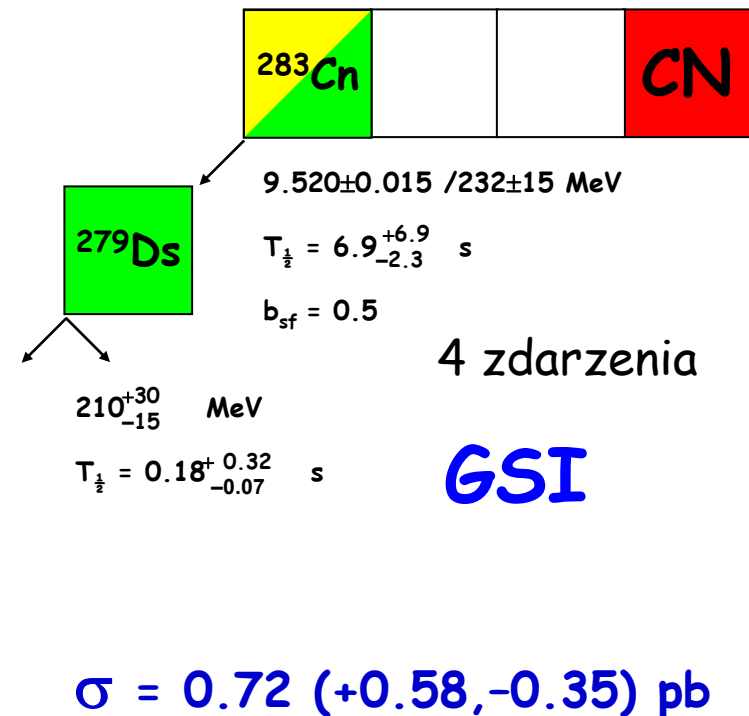 ²⁸³Cn CN
9.520±0.015 /232±15 MeV
²⁷⁹Ds
T½ = 6.9 +6.9 −2.3 s
b_sf = 0.5
4 zdarzenia
210 +30 −15 MeV
T½ = 0.18 + 0.32 −0.07 s
GSI
σ = 0.72 (+0.58,−0.35) pb